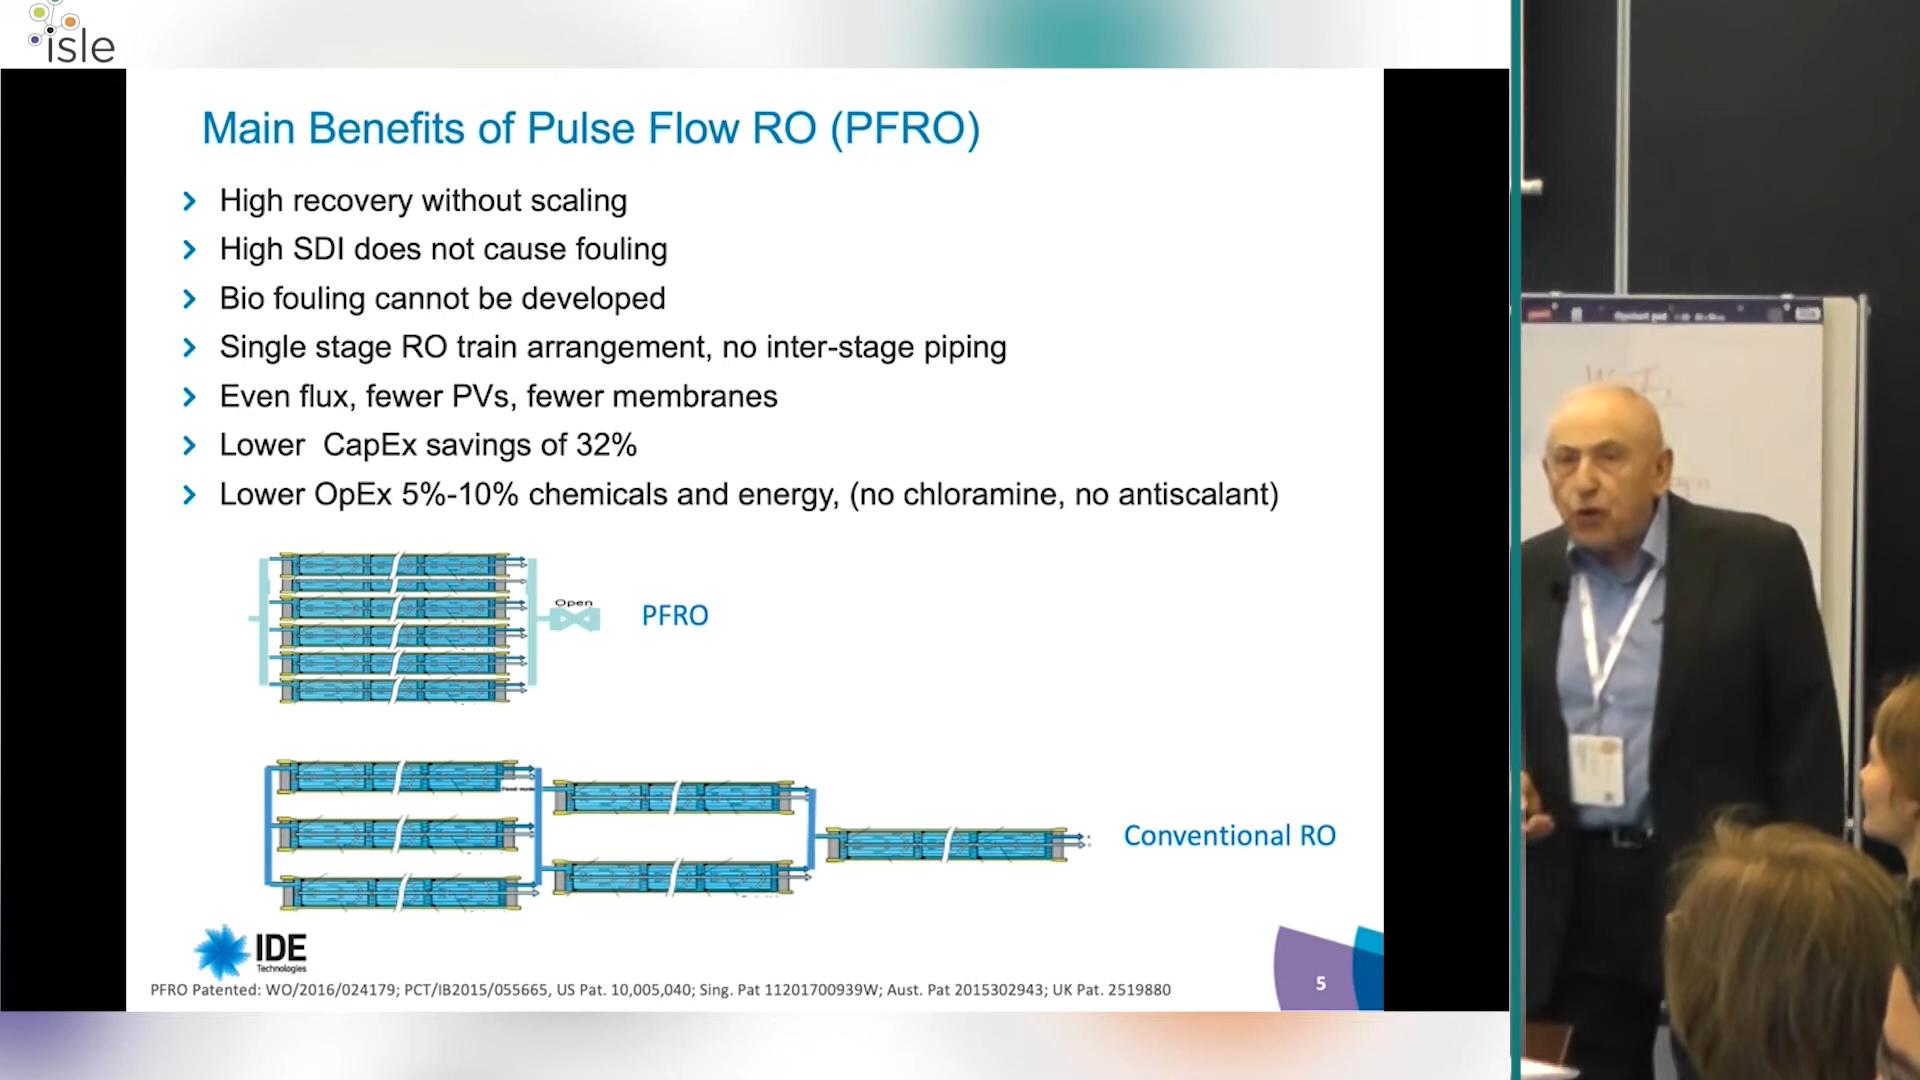 isle
Main Benefits of Pulse Flow RO (PFRO)
High recovery without scaling
High SDI does not cause fouling
Bio fouling cannot be developed
Single stage RO train arrangement, no inter-stage piping
Even flux, fewer PVs, fewer membranes
Lower CapEx savings of 32%
Lower OpEx 5%-10% chemicals and energy, (no chloramine, no antiscalant)
Open
PFRO
Conventional RO
IDE
Technologies
PFRO Patented: WO/2016/024179; PCT/IB2015/055665, US Pat. 10,005,040; Sing. Pat 11201700939W; Aust. Pat 2015302943; UK Pat. 2519880
5